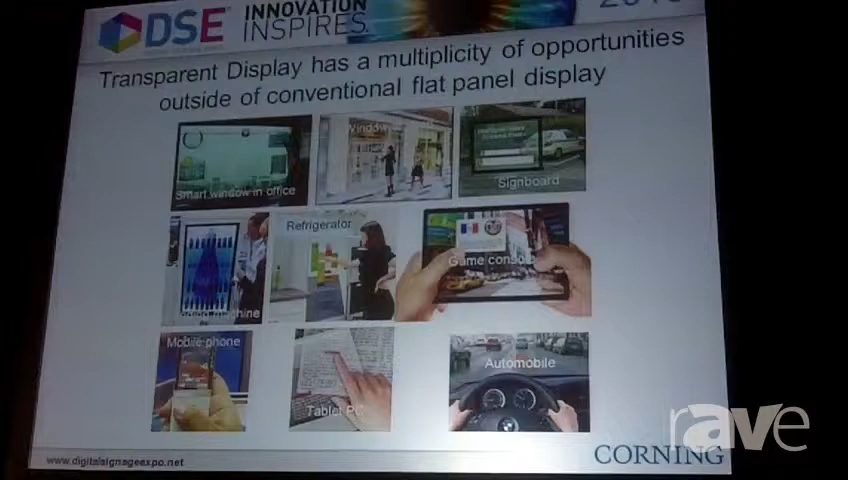 DSE INNOVATION
INSPIRES
Transparent Display has a multiplicity of opportunities
outside of conventional flat panel display
Smart window in office
Window
Signboard
machine
Refrigerator
Game console
Mobile phone
Tablet PC
Automobile
www.digitalsignageexpo.net
CORNING
rave